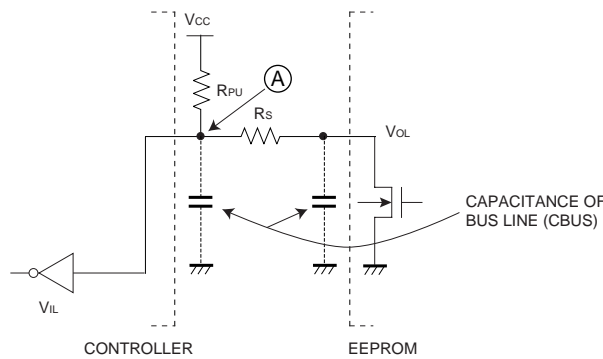 VCC
A
RPU
RS
VOL
CAPACITANCE OF
BUS LINE (CBUS)
VIL
CONTROLLER
EEPROM